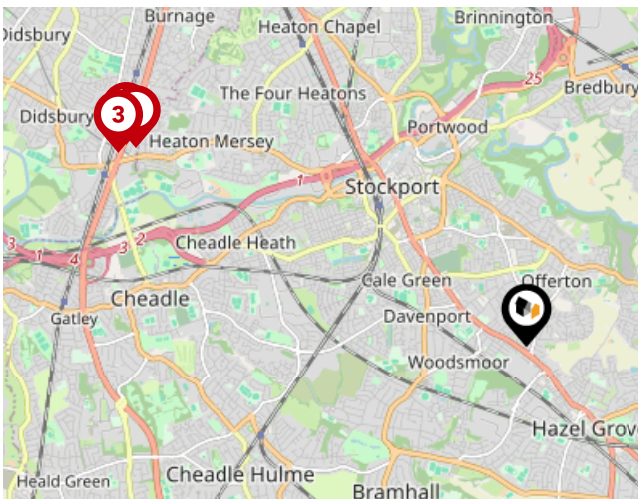 Burnage
Brinnington
Didsbury
Heaton Chapel
25
The Four Heatons
Bredbury
3
Didsbury
Portwood
Heaton Mersey
1
Stockport
3
1
4
3
2
Cheadle Heath
Cale Green
Offerton
Cheadle
Gatley
Davenport
Woodsmoor
Hazel Grov
Cheadle Hulme
Heald Green
Bramhall